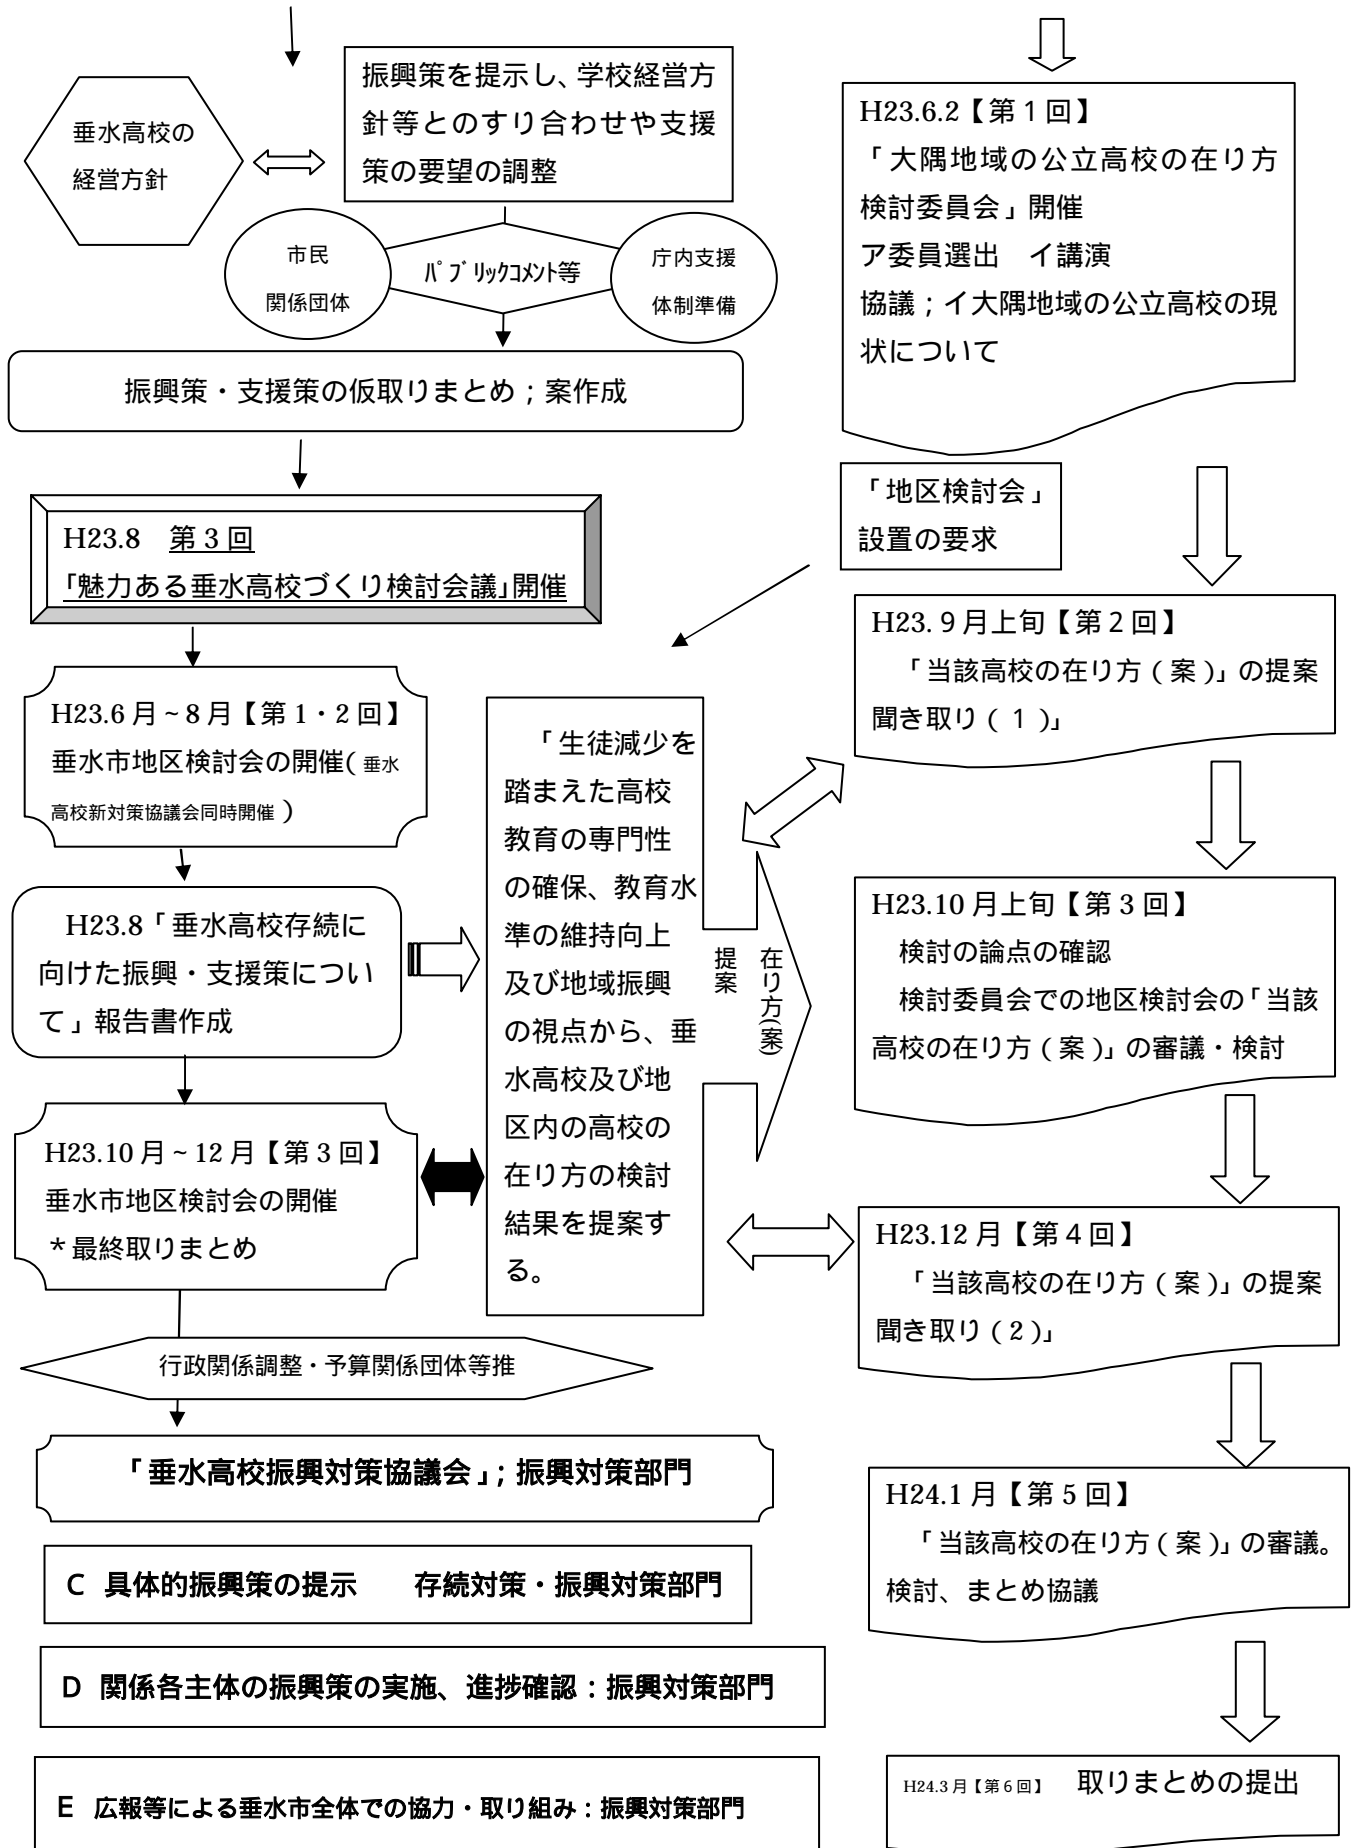 垂水高校の
経営方針
振興策を提示し、学校経営方
針等とのすり合わせや支援
策の要望の調整
市民
関係団体
ﾊﾟﾌﾞﾘｯｸｺﾒﾝﾄ等
庁内支援
体制準備
振興策・支援策の仮取りまとめ；案作成
H23.8　第３回
「魅力ある垂水高校づくり検討会議」開催
H23.6月～8月【第1・2回】
垂水市地区検討会の開催（垂水
高校新対策協議会同時開催）
H23.8「垂水高校存続に
向けた振興・支援策につい
て」報告書作成
H23.10月～12月【第3回】
垂水市地区検討会の開催
＊最終取りまとめ
行政関係調整・予算関係団体等推
「垂水高校振興対策協議会」；振興対策部門
C　具体的振興策の提示　　存続対策・振興対策部門
D　関係各主体の振興策の実施、進捗確認：振興対策部門
E　広報等による垂水市全体での協力・取り組み：振興対策部門
「生徒減少を
踏まえた高校
教育の専門性
の確保、教育水
準の維持向上
及び地域振興
の視点から、垂
水高校及び地
区内の高校の
在り方の検討
結果を提案す
る。
在り方(案)
提案
H23.6.2【第１回】
「大隅地域の公立高校の在り方
検討委員会」開催
ア委員選出　イ講演
協議；イ大隅地域の公立高校の現
状について
「地区検討会」
設置の要求
H23.９月上旬【第２回】
「当該高校の在り方（案）」の提案
聞き取り（１）」
H23.10月上旬【第3回】
検討の論点の確認
検討委員会での地区検討会の「当該
高校の在り方（案）」の審議・検討
H23.12月【第４回】
「当該高校の在り方（案）」の提案
聞き取り（2）」
H24.1月【第5回】
「当該高校の在り方（案）」の審議。
検討、まとめ協議
H24.3月【第６回】　取りまとめの提出